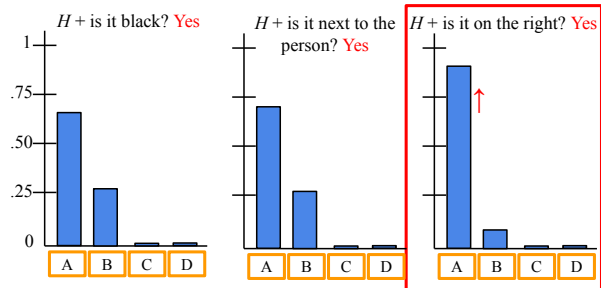 H + is it black? Yes
1
.75
.50
.25
0
A B C D
H + is it next to the
person? Yes
A B C D
H + is it on the right? Yes
↑
A B C D